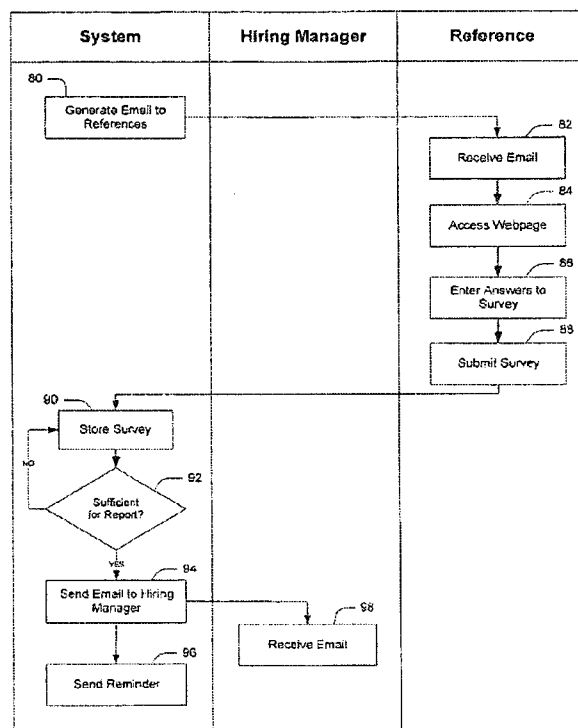 System
Hiring Manager
Reference
80
Generate Email to
References
82
Receive Email
84
Access Webpage
86
Enter Answers to
Survey
88
Submit Survey
90
Store Survey
NO
92
Sufficient
for Report?
YES
94
Send Email to Hiring
Manager
98
Receive Email
96
Send Reminder